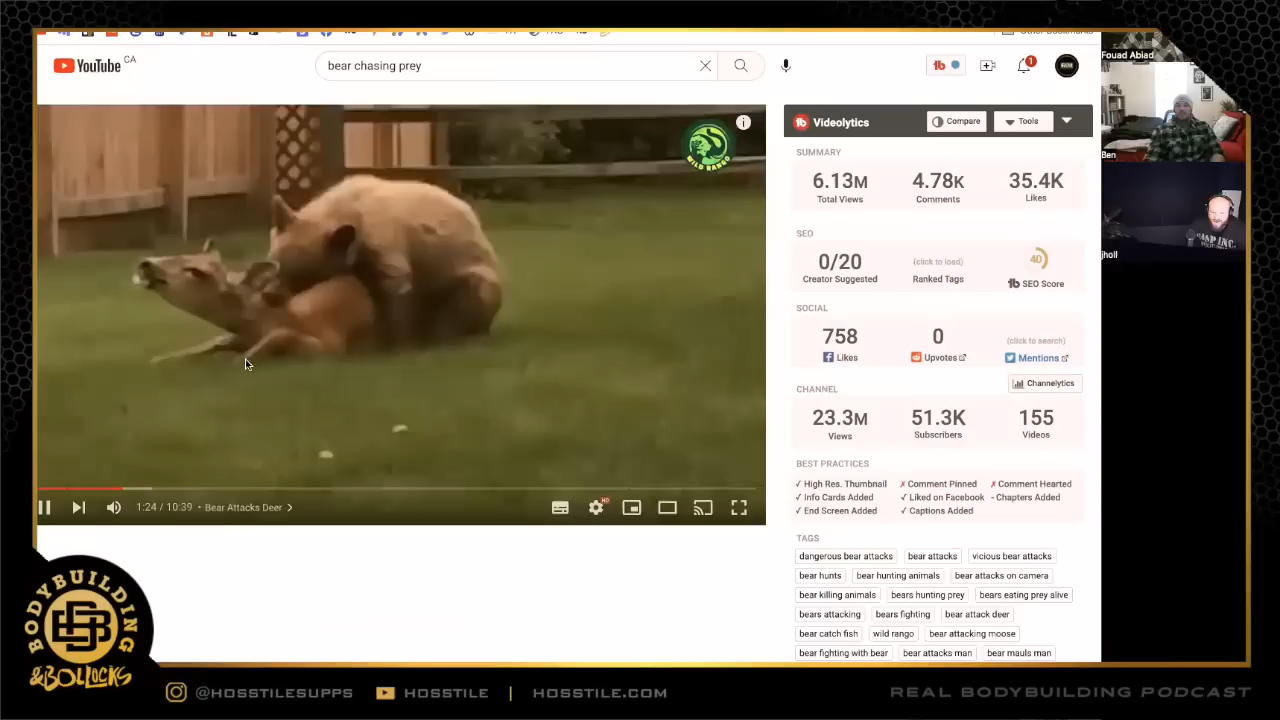 Other Bookmarks
YouTube CA
bear chasing prey
1
Fouad Abiad
WILD RANGO
Videolytics
Compare
Tools
SUMMARY
6.13M
4.78K
35.4K
Total Views
Comments
Likes
Ben
SEO
0/20
(click to load)
40
Creator Suggested
Ranked Tags
tb SEO Score
jholl
SOCIAL
758
0
(click to search)
Likes
Upvotes
Mentions
CHANNEL
Channelytics
23.3M
51.3K
155
Views
Subscribers
Videos
BEST PRACTICES
✓ High Res. Thumbnail ✗ Comment Pinned ✗ Comment Hearted
✓ Info Cards Added ✓ Liked on Facebook - Chapters Added
✓ End Screen Added ✓ Captions Added
HD
1:24 / 10:39 • Bear Attacks Deer
TAGS
dangerous bear attacks bear attacks vicious bear attacks
bear hunts bear hunting animals bear attacks on camera
bear killing animals bears hunting prey bears eating prey alive
bears attacking bears fighting bear attack deer
bear catch fish wild rango bear attacking moose
bear fighting with bear bear attacks man bear mauls man
BODYBUILDING
&BOLLOCKS
@HOSSTILESUPPS HOSSTILE | HOSSTILE.COM
REAL BODYBUILDING PODCAST